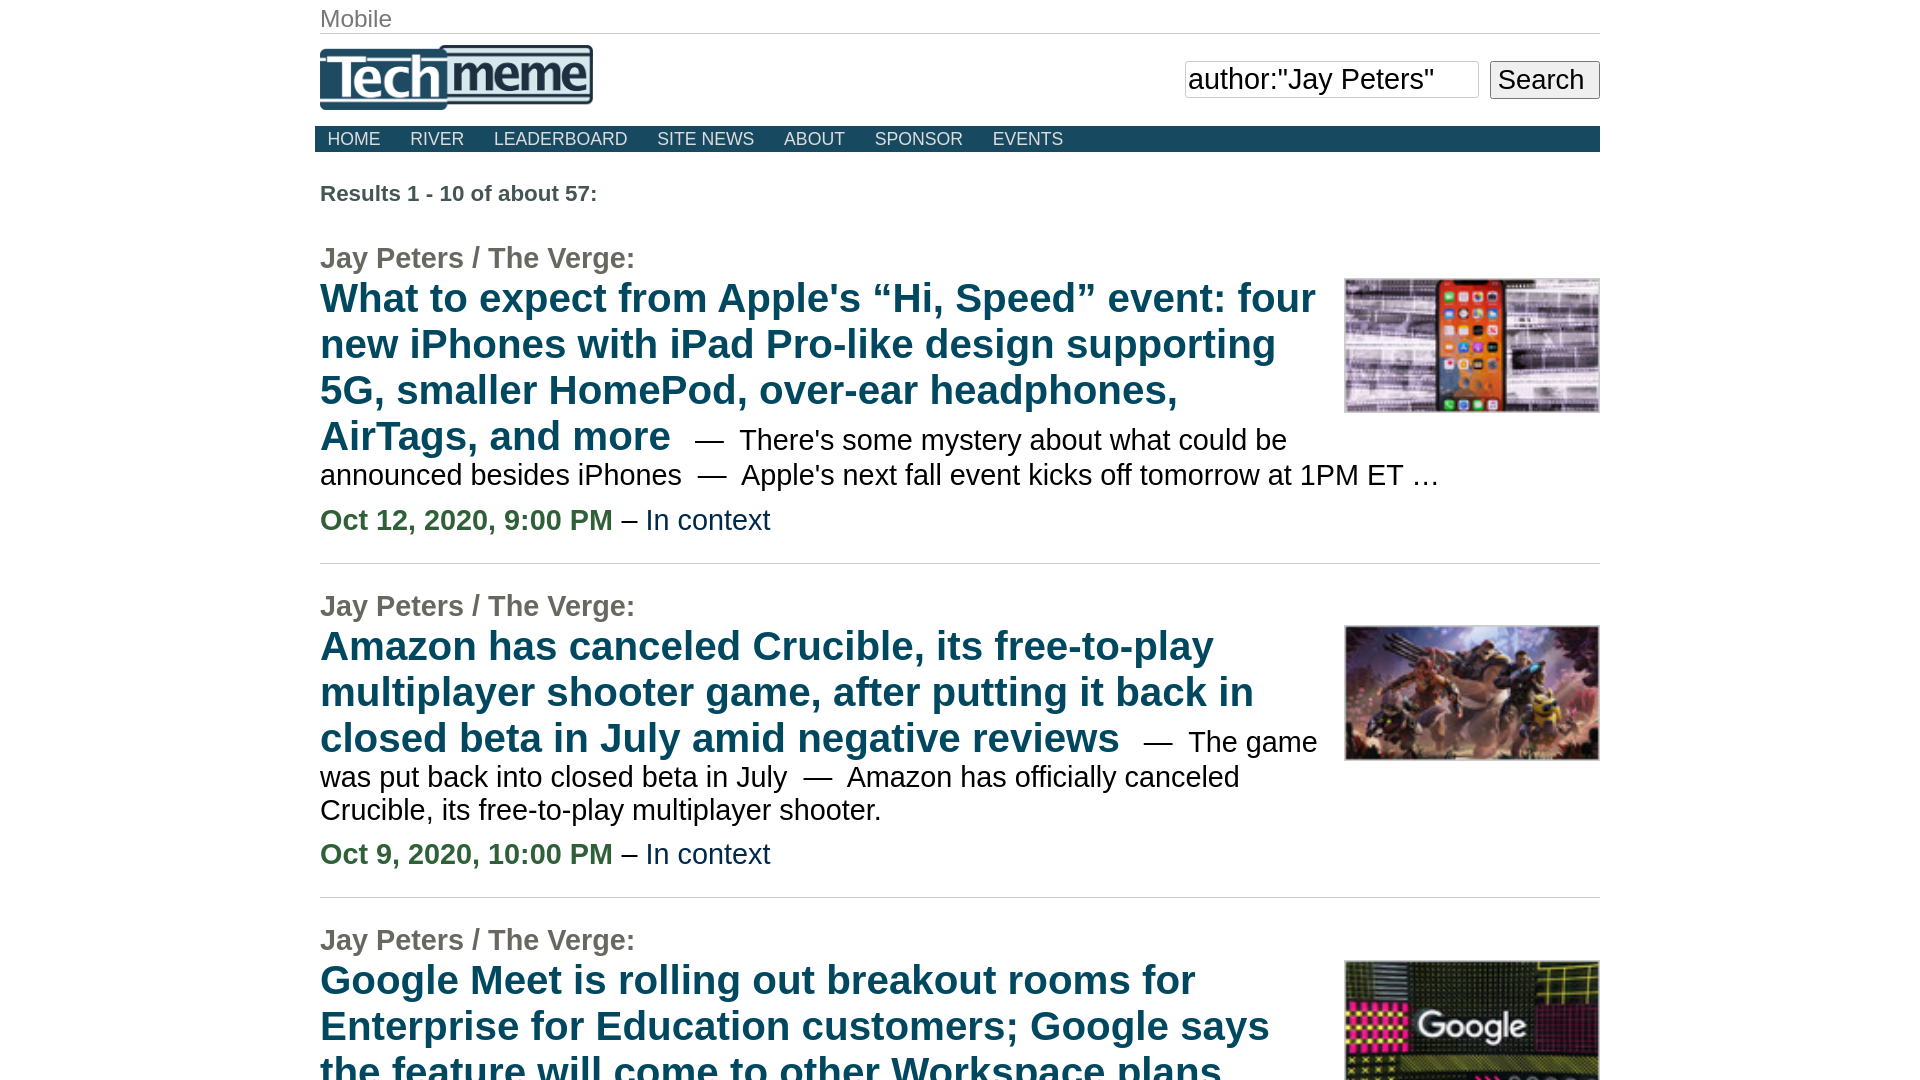 Mobile
Techmeme
author:"Jay Peters"
Search
HOME RIVER LEADERBOARD SITE NEWS ABOUT SPONSOR EVENTS
Results 1 - 10 of about 57:
Jay Peters / The Verge:
What to expect from Apple's “Hi, Speed” event: four
new iPhones with iPad Pro-like design supporting
5G, smaller HomePod, over-ear headphones,
AirTags, and more — There's some mystery about what could be
announced besides iPhones — Apple's next fall event kicks off tomorrow at 1PM ET …
Oct 12, 2020, 9:00 PM – In context
Jay Peters / The Verge:
Amazon has canceled Crucible, its free-to-play
multiplayer shooter game, after putting it back in
closed beta in July amid negative reviews — The game
was put back into closed beta in July — Amazon has officially canceled
Crucible, its free-to-play multiplayer shooter.
Oct 9, 2020, 10:00 PM – In context
Jay Peters / The Verge:
Google Meet is rolling out breakout rooms for
Enterprise for Education customers; Google says
the feature will come to other Workspace plans
Google